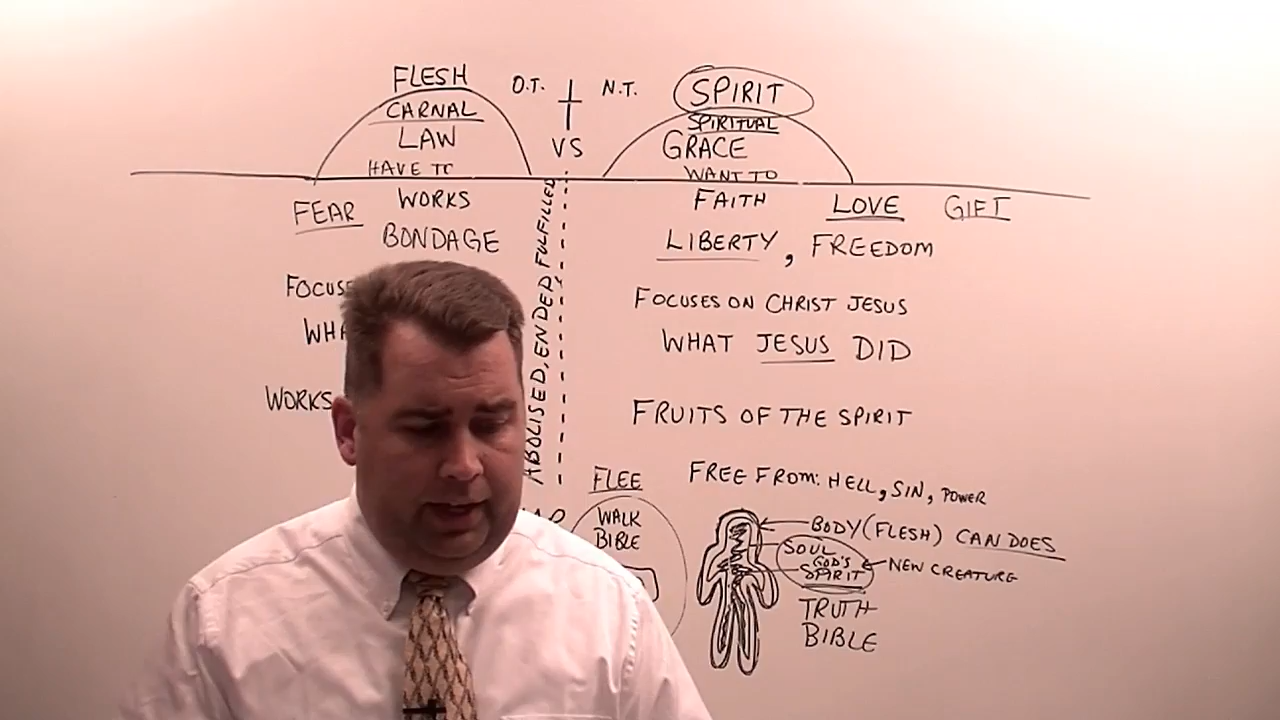 FLESH
CARNAL
LAW
HAVE TO
O.T.
N.T.
VS
SPIRIT
SPIRITUAL
GRACE
WANT TO
FEAR
WORKS
BONDAGE
FAITH
LOVE
GIFT
LIBERTY, FREEDOM
ABOLISED, ENDED FULFILLED
FOCUSE
WHA
WORKS
FOCUSES ON CHRIST JESUS
WHAT JESUS DID
FRUITS OF THE SPIRIT
FLEE
WALK
BIBLE
FREE FROM: HELL, SIN, POWER
BODY (FLESH) CAN DOES
SOUL
GOD'S
SPIRIT
NEW CREATURE
TRUTH
BIBLE